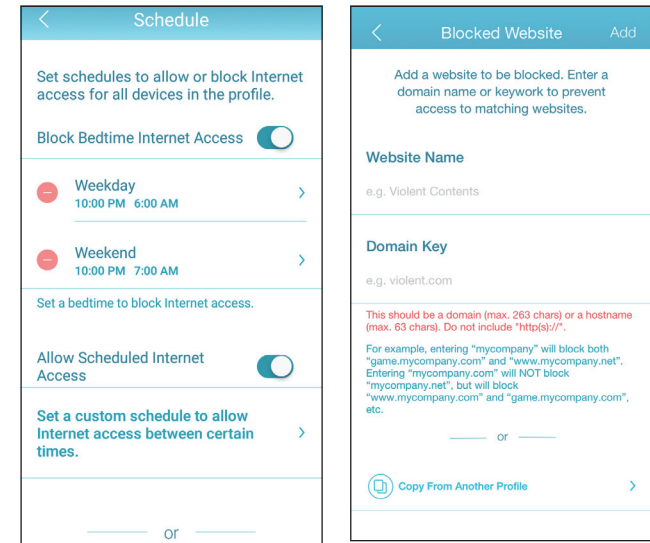 Schedule
Set schedules to allow or block Internet
access for all devices in the profile.
Block Bedtime Internet Access
Weekday
10:00 PM 6:00 AM
Weekend
10:00 PM 7:00 AM
Set a bedtime to block Internet access.
Allow Scheduled Internet
Access
Set a custom schedule to allow
Internet access between certain
times.
or
Blocked Website
Add
Add a website to be blocked. Enter a
domain name or keywork to prevent
access to matching websites.
Website Name
e.g. Violent Contents
Domain Key
e.g. violent.com
This should be a domain (max. 263 chars) or a hostname
(max. 63 chars). Do not include "http(s)://".
For example, entering “mycompany” will block both
“game.mycompany.com” and “www.mycompany.net”.
Entering “mycompany.com” will NOT block
“mycompany.net”, but will block
“www.mycompany.com” and “game.mycompany.com”,
etc.
or
Copy From Another Profile